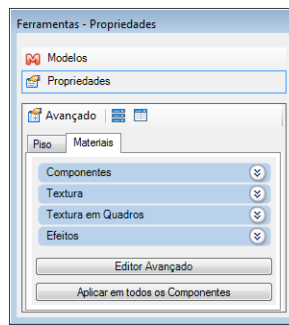 Ferramentas - Propriedades
Modelos
Propriedades
Avançado
Piso Materiais
Componentes
Textura
Textura em Quadros
Efeitos
Editor Avançado
Aplicar em todos os Componentes